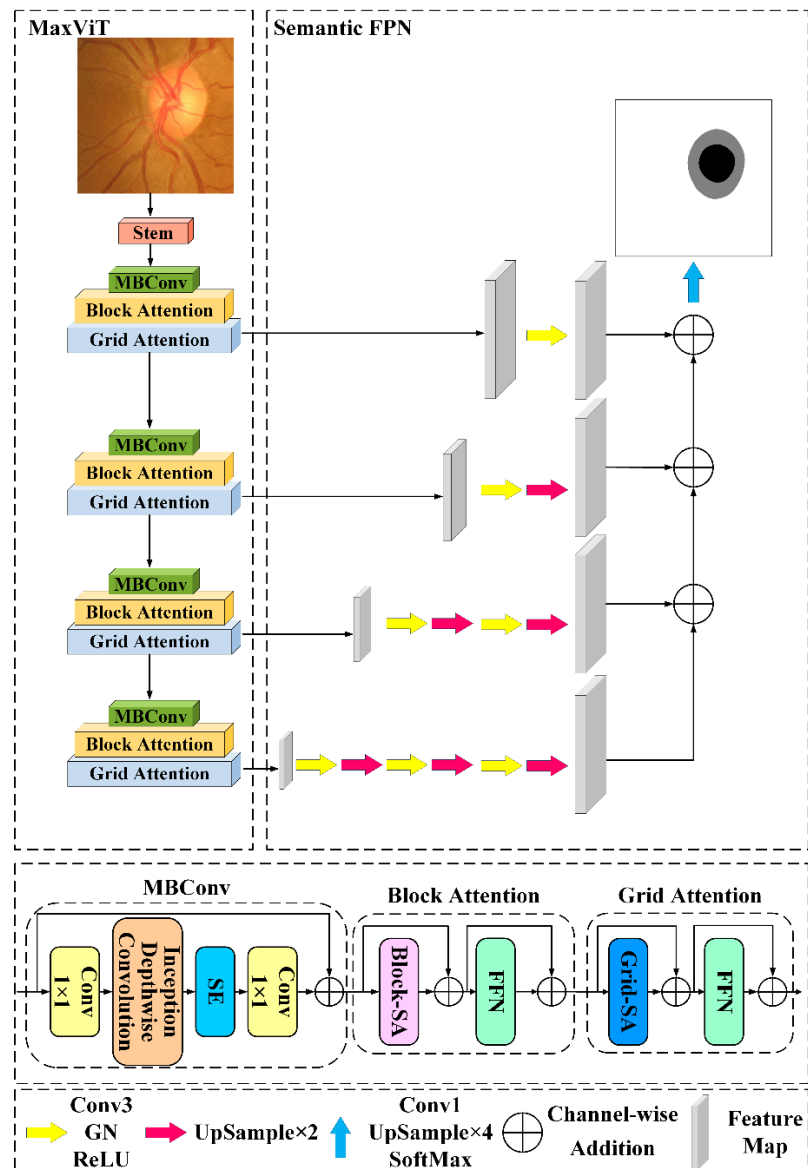 MaxViT
Semantic FPN
Stem
MBConv
Block Attention
Grid Attention
MBConv
Block Attention
Grid Attention
MBConv
Block Attention
Grid Attention
MBConv
Block Attention
Grid Attention
MBConv
Block Attention
Grid Attention
Conv
1×1
Inception
Depthwise
Convolution
SE
Conv
1×1
Block-SA
FFN
Grid-SA
FFN
Conv3
GN
ReLU
UpSample×2
Conv1
UpSample×4
SoftMax
Channel-wise
Addition
Feature
Map